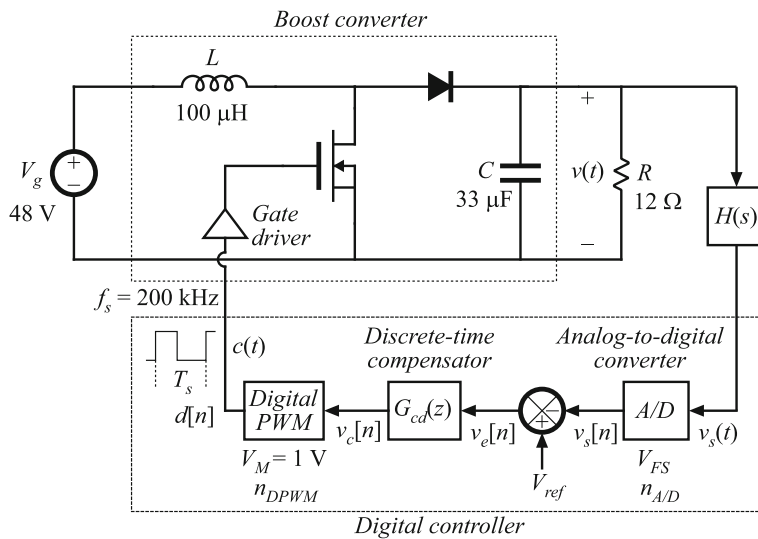 Boost converter
L
100 µH
V_g
48 V
+
−
Gate driver
C
33 µF
+
v(t)
−
R
12 Ω
H(s)
f_s = 200 kHz
T_s
c(t)
d[n]
Digital PWM
V_M = 1 V
n_DPWM
v_c[n]
Discrete-time
compensator
G_cd(z)
v_e[n]
−
+
V_ref
v_s[n]
Analog-to-digital
converter
A/D
V_FS
n_A/D
v_s(t)
Digital controller